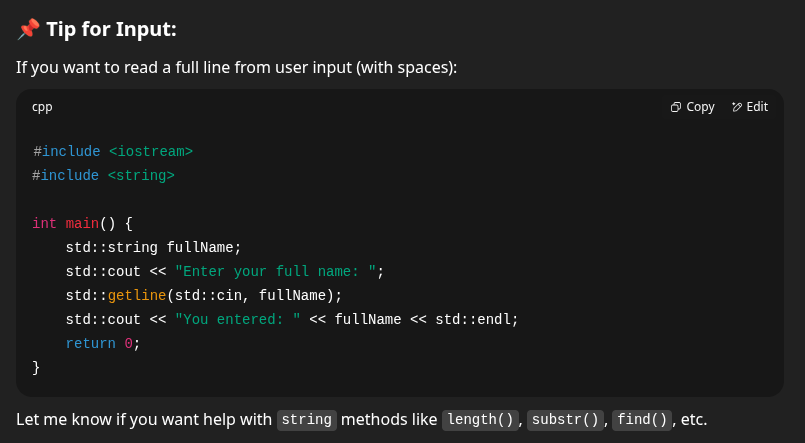 📌 Tip for Input:
If you want to read a full line from user input (with spaces):
cpp Copy Edit
#include <iostream>
#include <string>
int main() {
    std::string fullName;
    std::cout << "Enter your full name: ";
    std::getline(std::cin, fullName);
    std::cout << "You entered: " << fullName << std::endl;
    return 0;
}
Let me know if you want help with string methods like length(), substr(), find(), etc.